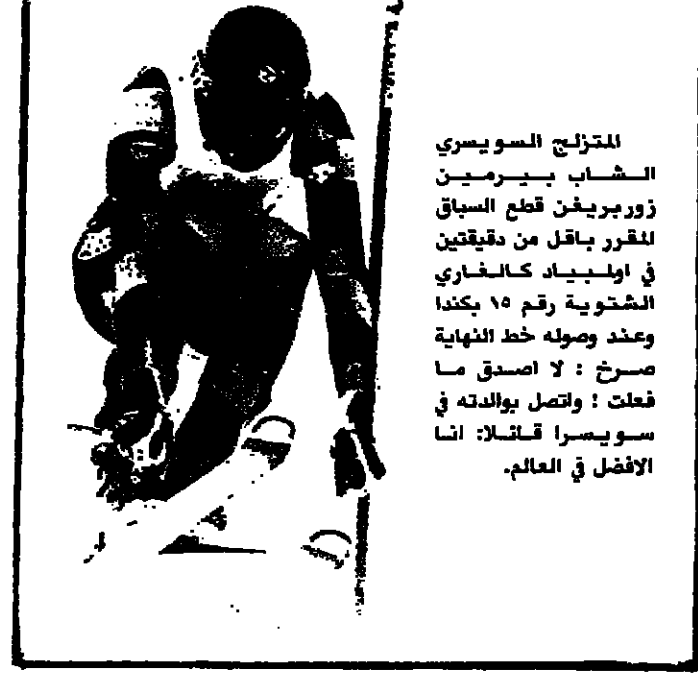 المتزلج السويسري
الشاب بيرمين
زوربريغن قطع السباق
المقرر باقل من دقيقتين
في اولمبياد كالغاري
الشتوية رقم ١٥ بكندا
وعند وصوله خط النهاية
صرخ : لا اصدق ما
فعلت ! واتصل بوالدته في
سويسرا قائلا: انا
الافضل في العالم.